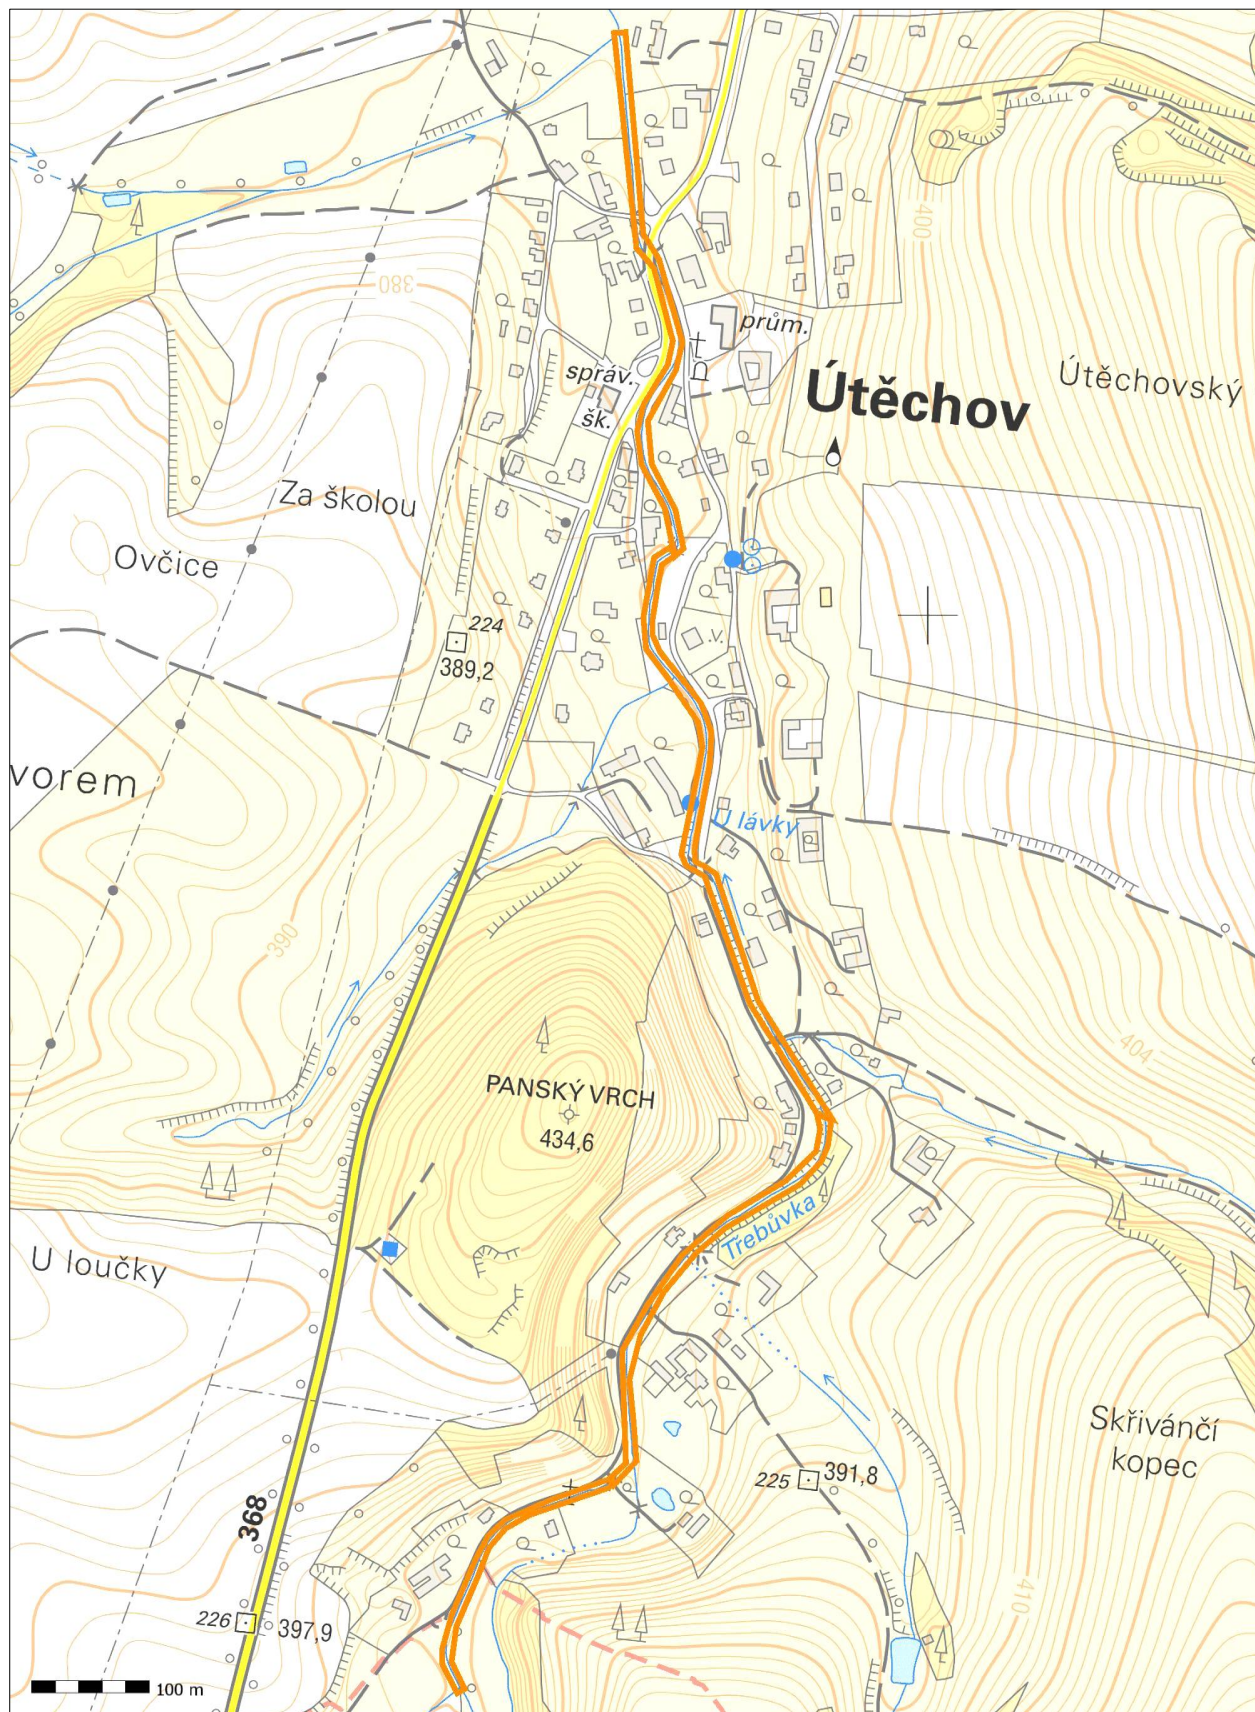 400
380
prům.
správ.
šk.
Útěchov
Útěchovský
Za školou
Ovčice
224
389,2
vorem
U lávky
390
404
PANSKÝ VRCH
434,6
Třebůvka
U loučky
Skřivánčí
kopec
225
391,8
368
410
226
397,9
100 m